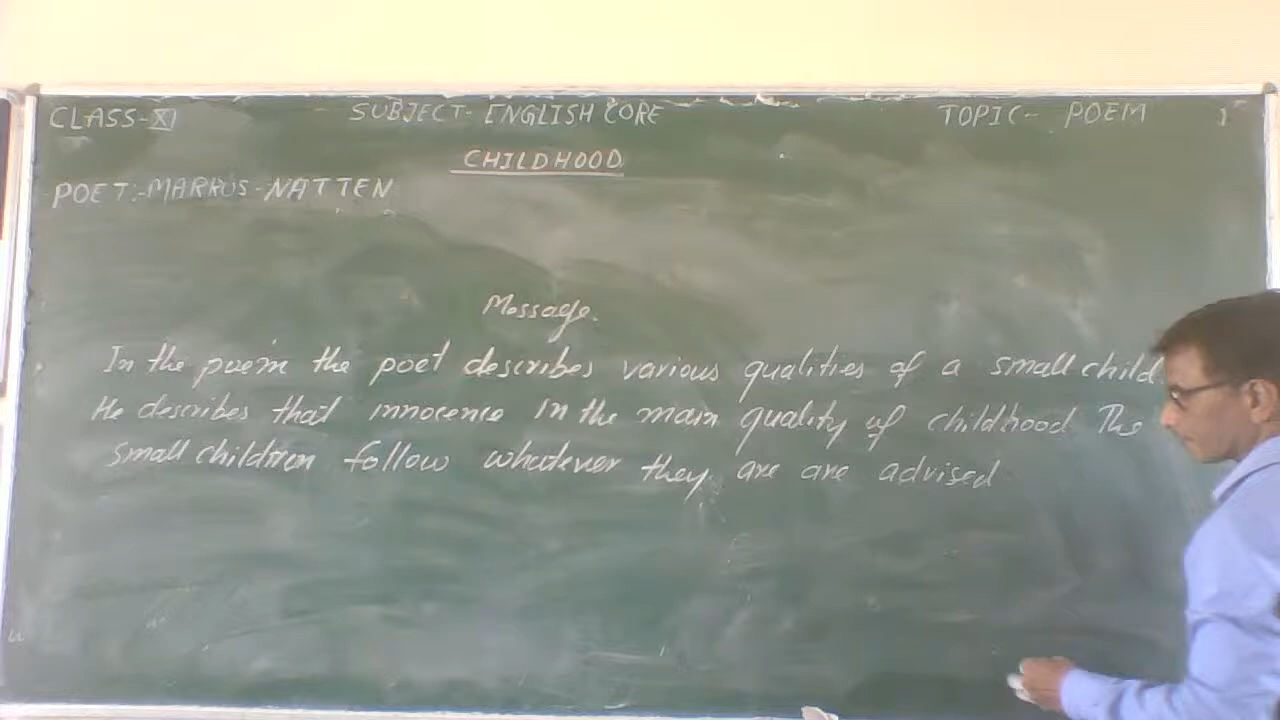 CLASS-XI SUBJECT-ENGLISH CORE TOPIC- POEM
CHILDHOOD
POET:-MARKUS-NATTEN
Message.
In the poem the poet describes various qualities of a small child.
He describes that innocence in the main quality of childhood The
small children follow whatever they are are advised